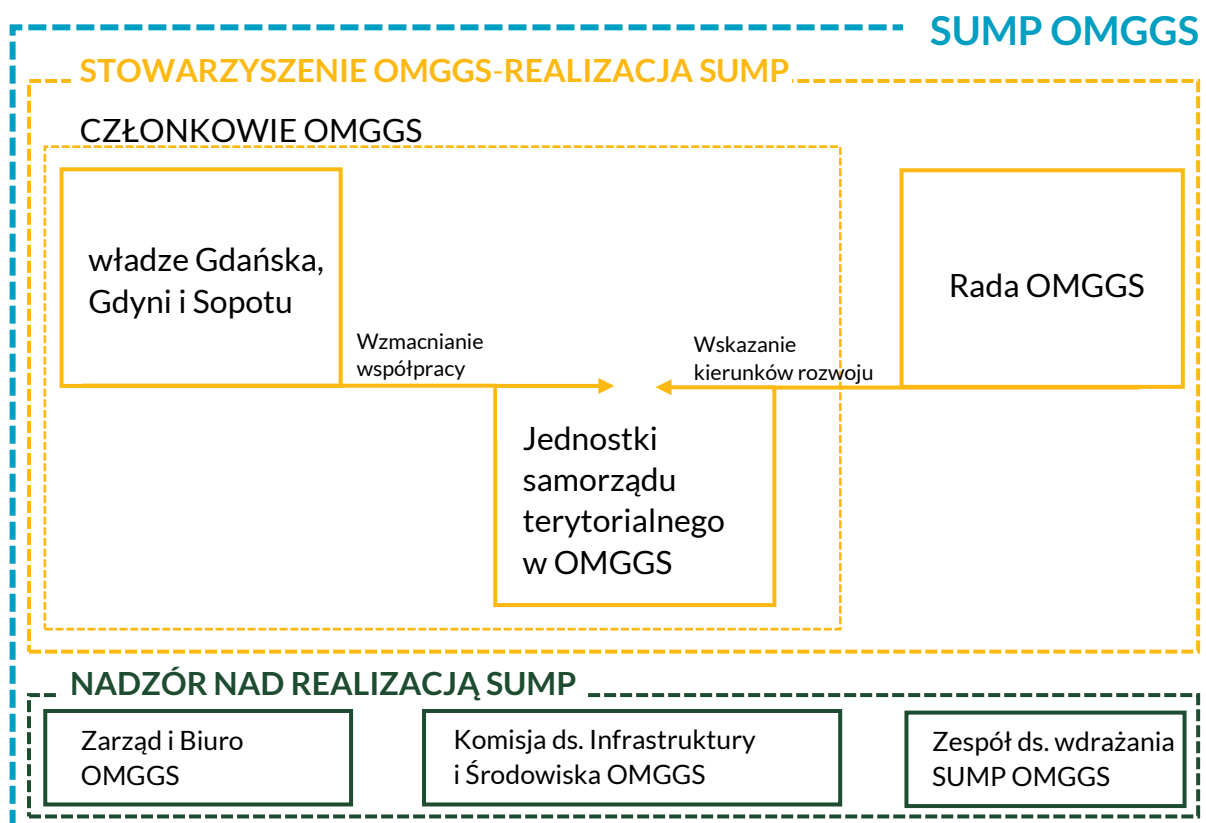 SUMP OMGGS
STOWARZYSZENIE OMGGS-REALIZACJA SUMP
CZŁONKOWIE OMGGS
władze Gdańska,
Gdyni i Sopotu
Rada OMGGS
Wzmacnianie
współpracy
Wskazanie
kierunków rozwoju
Jednostki
samorządu
terytorialnego
w OMGGS
NADZÓR NAD REALIZACJĄ SUMP
Zarząd i Biuro
OMGGS
Komisja ds. Infrastruktury
i Środowiska OMGGS
Zespół ds. wdrażania
SUMP OMGGS